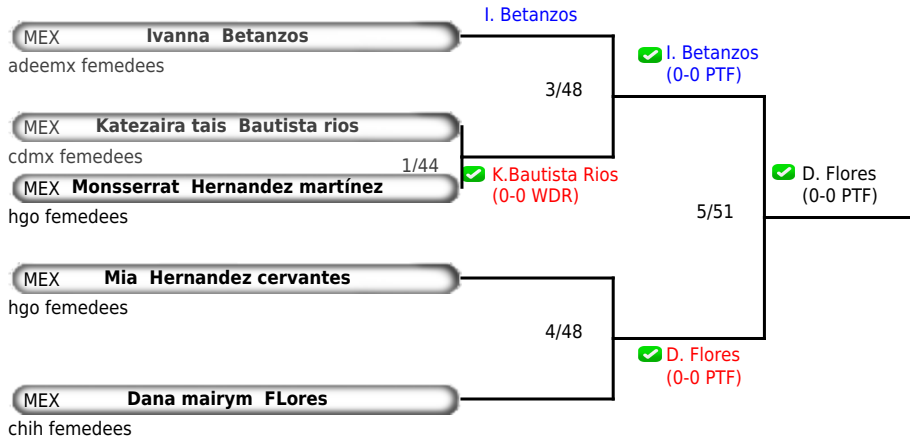 I. Betanzos
MEX Ivanna Betanzos
adeemx femedees
I. Betanzos
(0-0 PTF)
3/48
MEX Katezaira tais Bautista rios
cdmx femedees
1/44
K.Bautista Rios
(0-0 WDR)
MEX Monsserrat Hernandez martínez
hgo femedees
D. Flores
(0-0 PTF)
5/51
MEX Mia Hernandez cervantes
hgo femedees
4/48
D. Flores
(0-0 PTF)
MEX Dana mairym FLores
chih femedees